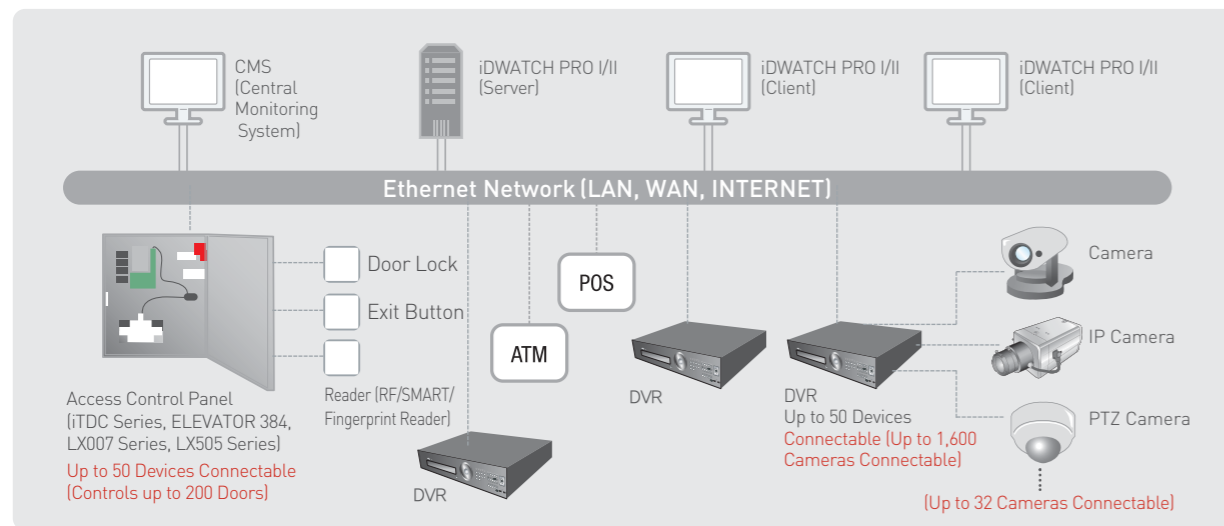 CMS
(Central
Monitoring
System)
iDWATCH PRO I/II
(Server)
iDWATCH PRO I/II
(Client)
iDWATCH PRO I/II
(Client)
Ethernet Network (LAN, WAN, INTERNET)
Door Lock
Exit Button
Reader (RF/SMART/
Fingerprint Reader)
Access Control Panel
(iTDC Series, ELEVATOR 384,
LX007 Series, LX505 Series)
Up to 50 Devices Connectable
(Controls up to 200 Doors)
DVR
ATM
POS
DVR
DVR
Up to 50 Devices
Connectable (Up to 1,600
Cameras Connectable)
Camera
IP Camera
PTZ Camera
(Up to 32 Cameras Connectable)